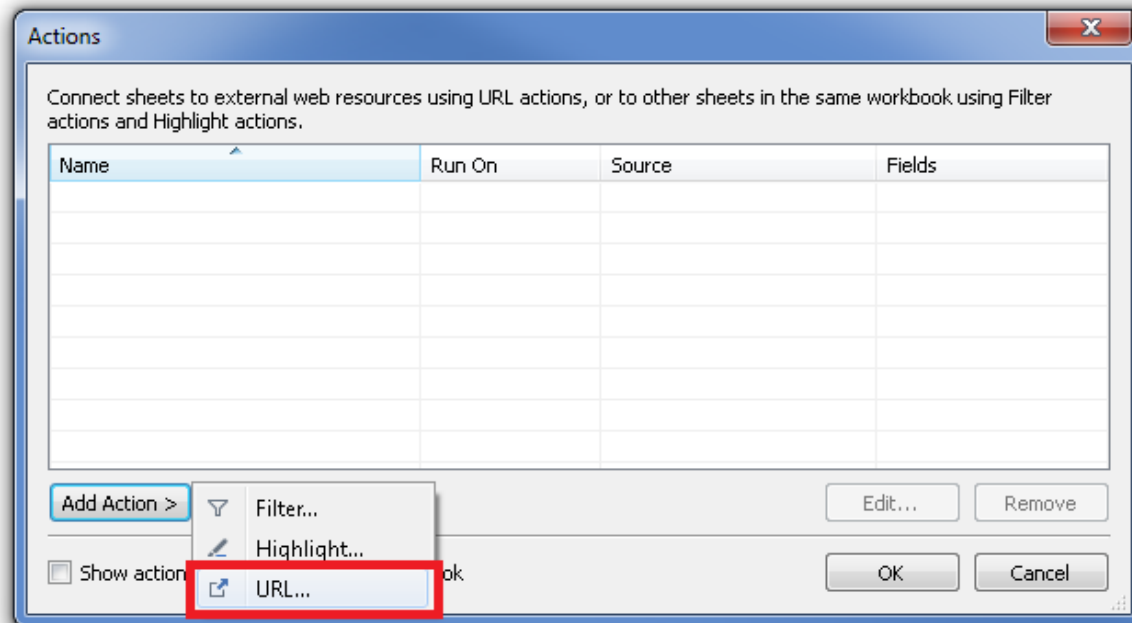 Actions
Connect sheets to external web resources using URL actions, or to other sheets in the same workbook using Filter
actions and Highlight actions.
Name Run On Source Fields
Add Action > Edit... Remove
Filter...
Highlight...
Show action
URL...
OK Cancel